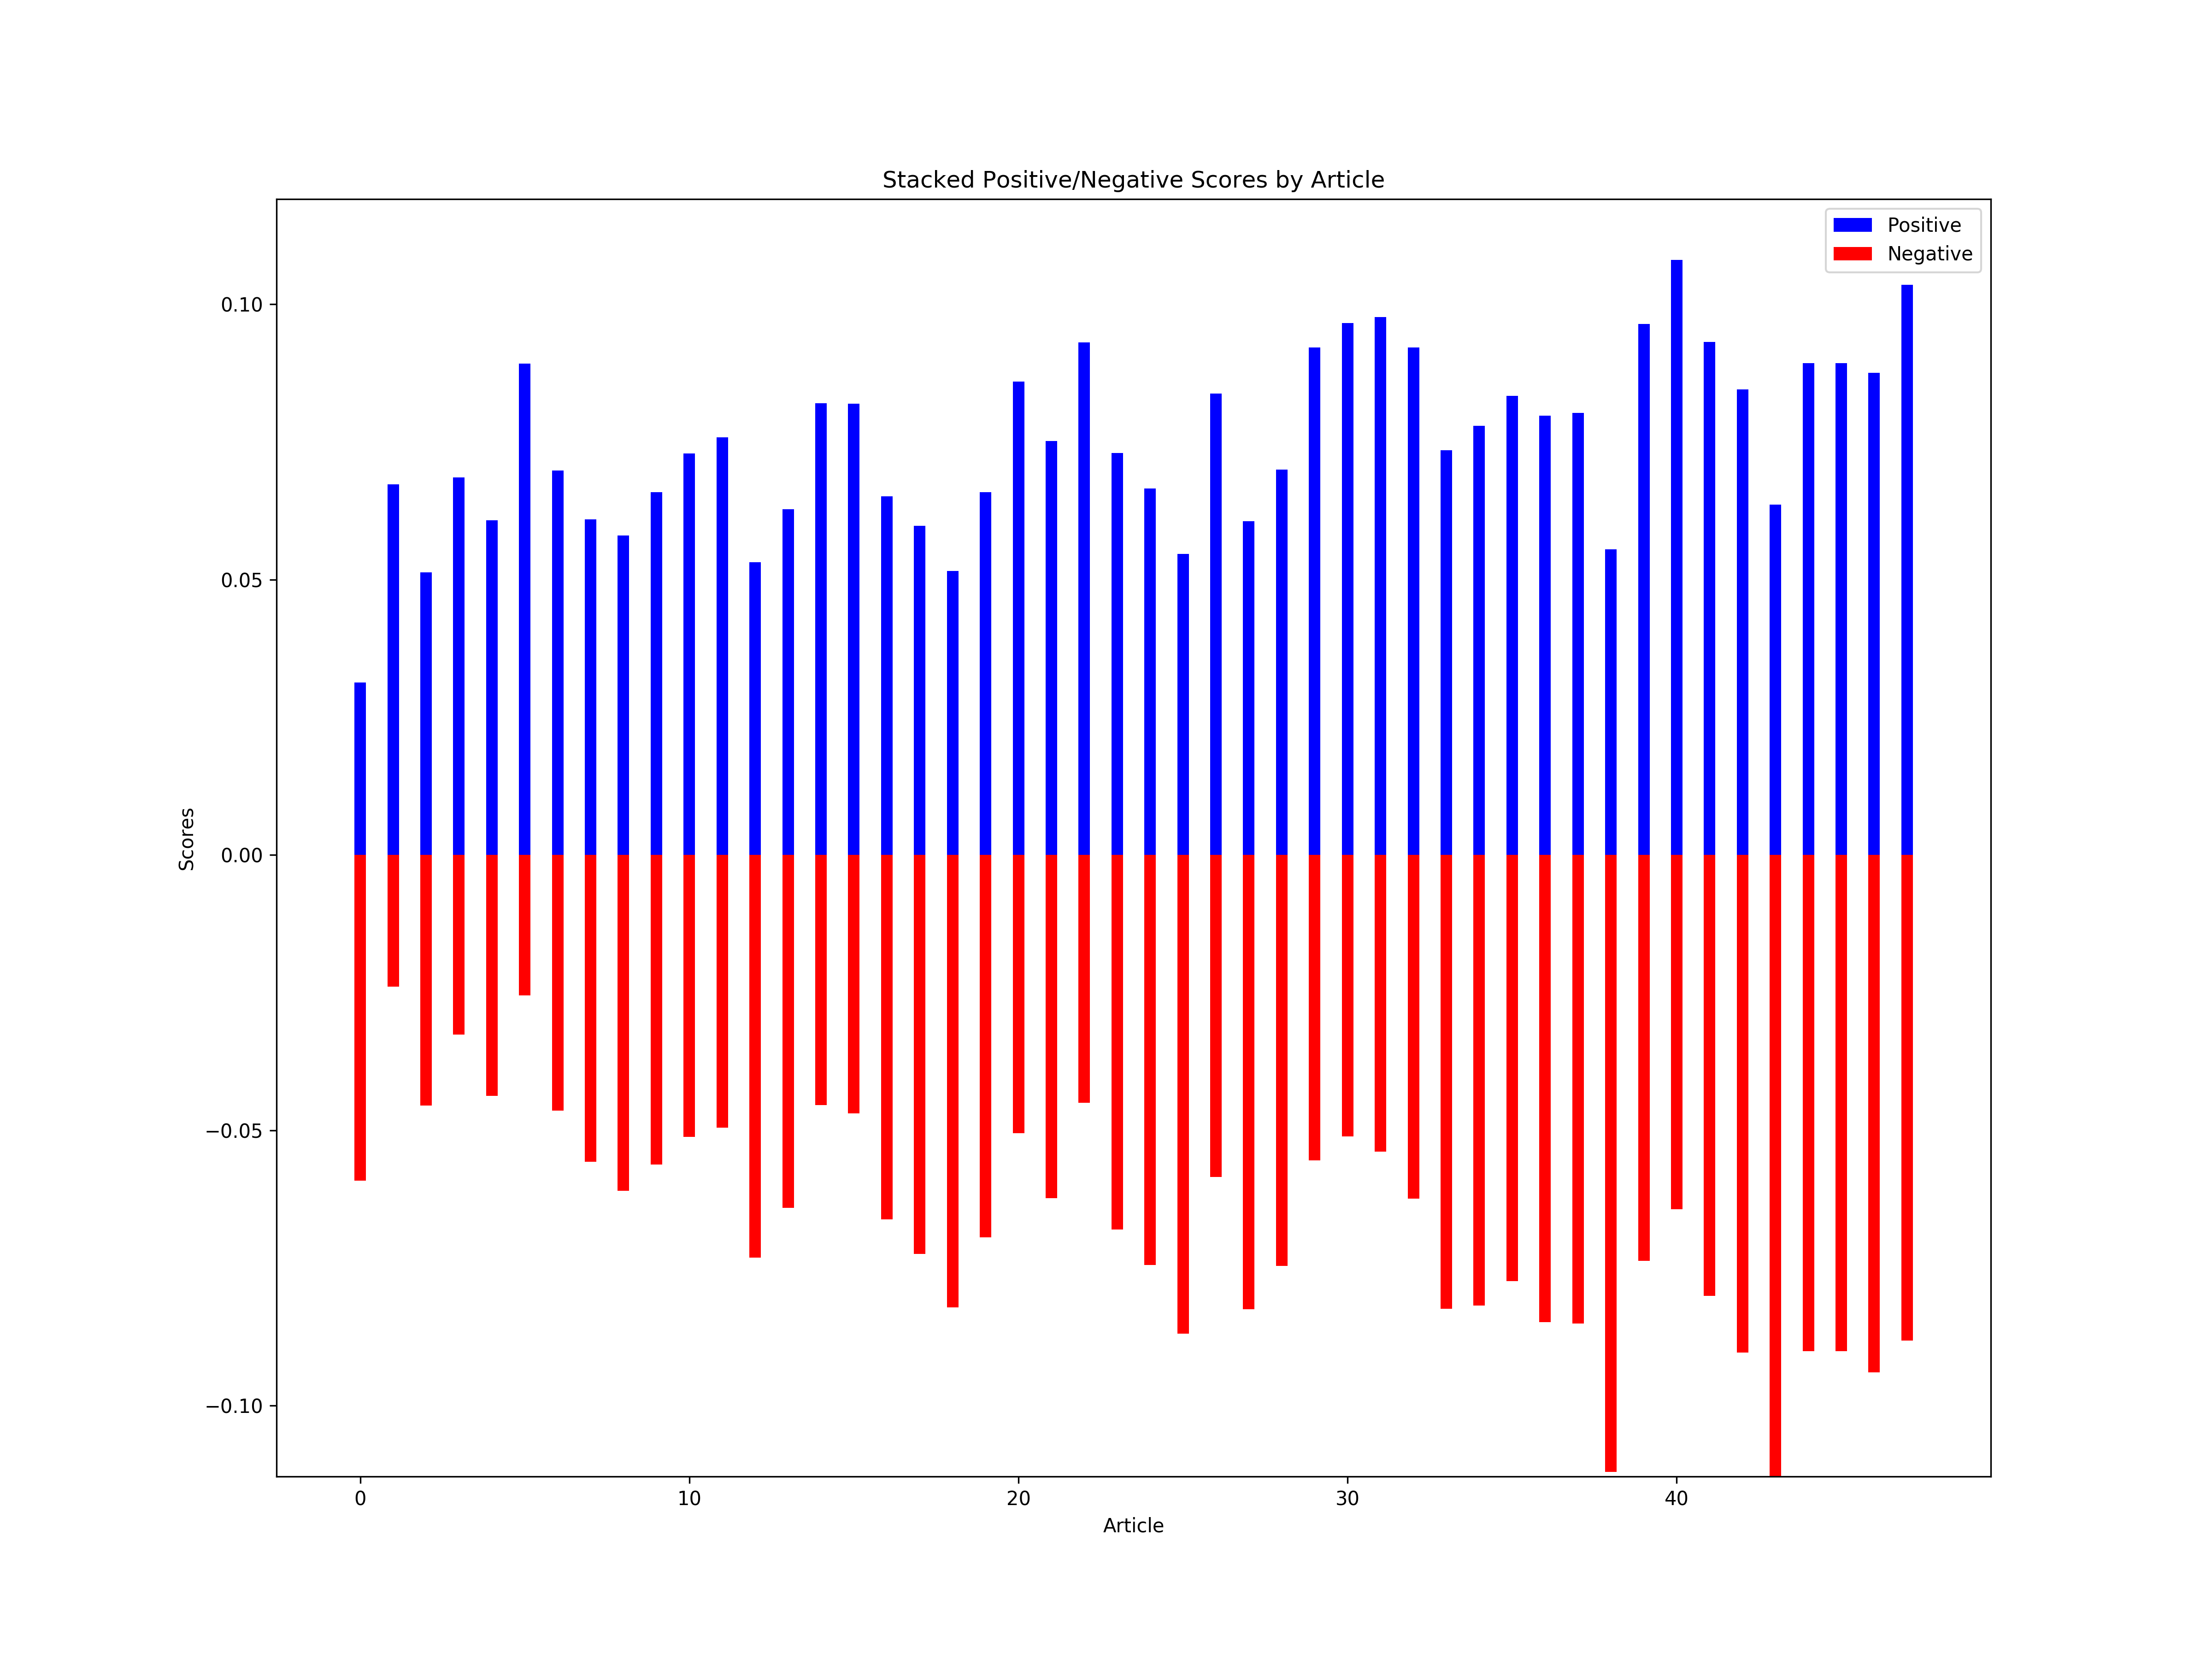 Stacked Positive/Negative Scores by Article
Positive
Negative
0.10
0.05
0.00
−0.05
−0.10
Scores
0 10 20 30 40
Article